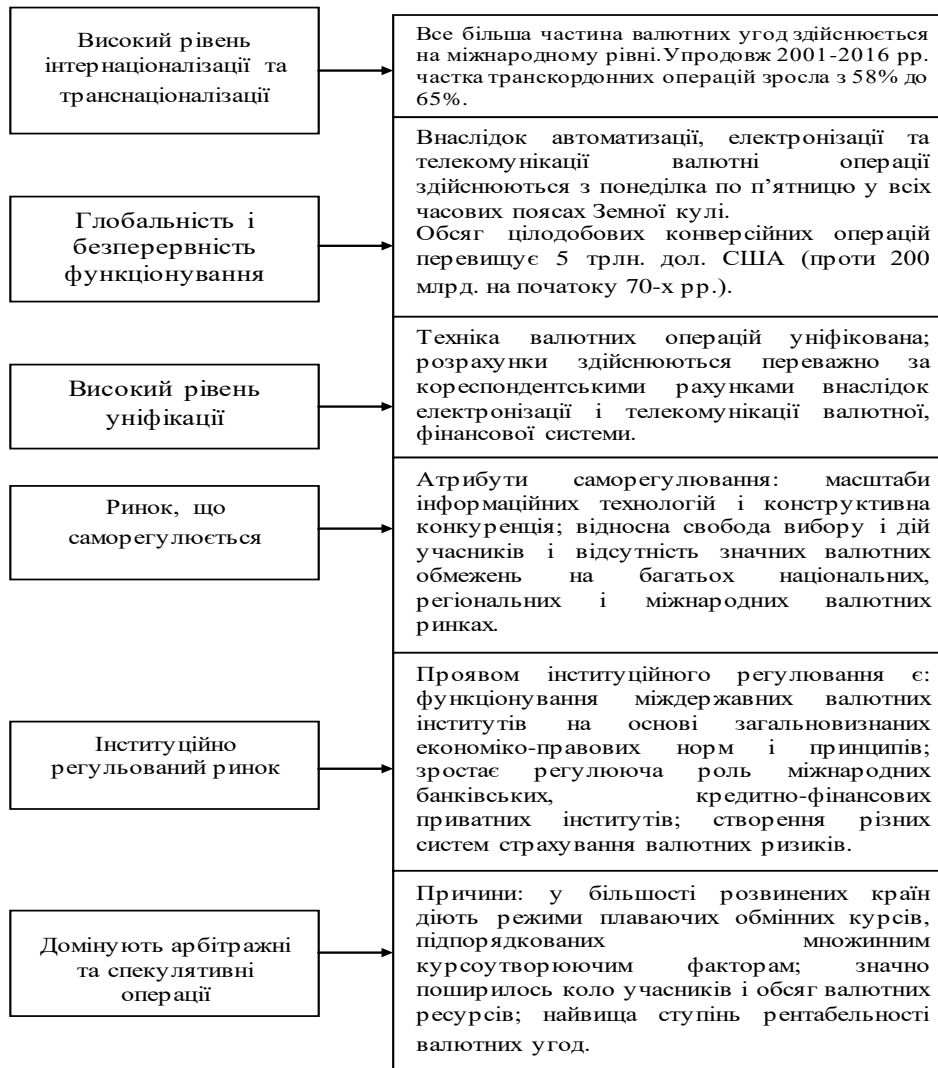 Високий рівень
інтернаціоналізації та
транснаціоналізації
Все більша частина валютних угод здійснюється
на міжнародному рівні.Упродовж 2001-2016 рр.
частка транскордонних операцій зросла з 58% до
65%.
Глобальність і
безперервність
функціонування
Внаслідок автоматизації, електронізації та
телекомунікації валютні операції
здійснюються з понеділка по п’ятницю у всіх
часових поясах Земної кулі.
Обсяг цілодобових конверсійних операцій
перевищує 5 трлн. дол. США (проти 200
млрд. на початоку 70-х рр.).
Високий рівень
уніфікації
Техніка валютних операцій уніфікована;
розрахунки здійснюються переважно за
кореспондентськими рахунками внаслідок
електронізації і телекомунікації валютної,
фінансової системи.
Ринок, що
саморегулюється
Атрибути саморегулювання: масштаби
інформаційних технологій і конструктивна
конкуренція; відносна свобода вибору і дій
учасників і відсутність значних валютних
обмежень на багатьох національних,
регіональних і міжнародних валютних
ринках.
Інституційно
регульований ринок
Проявом інституційного регулювання є:
функціонування міждержавних валютних
інститутів на основі загальновизнаних
економіко-правових норм і принципів;
зростає регулююча роль міжнародних
банківських, кредитно-фінансових
приватних інститутів; створення різних
систем страхування валютних ризиків.
Домінують арбітражні
та спекулятивні
операції
Причини: у більшості розвинених країн
діють режими плаваючих обмінних курсів,
підпорядкованих множинним
курсоутворюючим факторам; значно
поширилось коло учасників і обсяг валютних
ресурсів; найвища ступінь рентабельності
валютних угод.